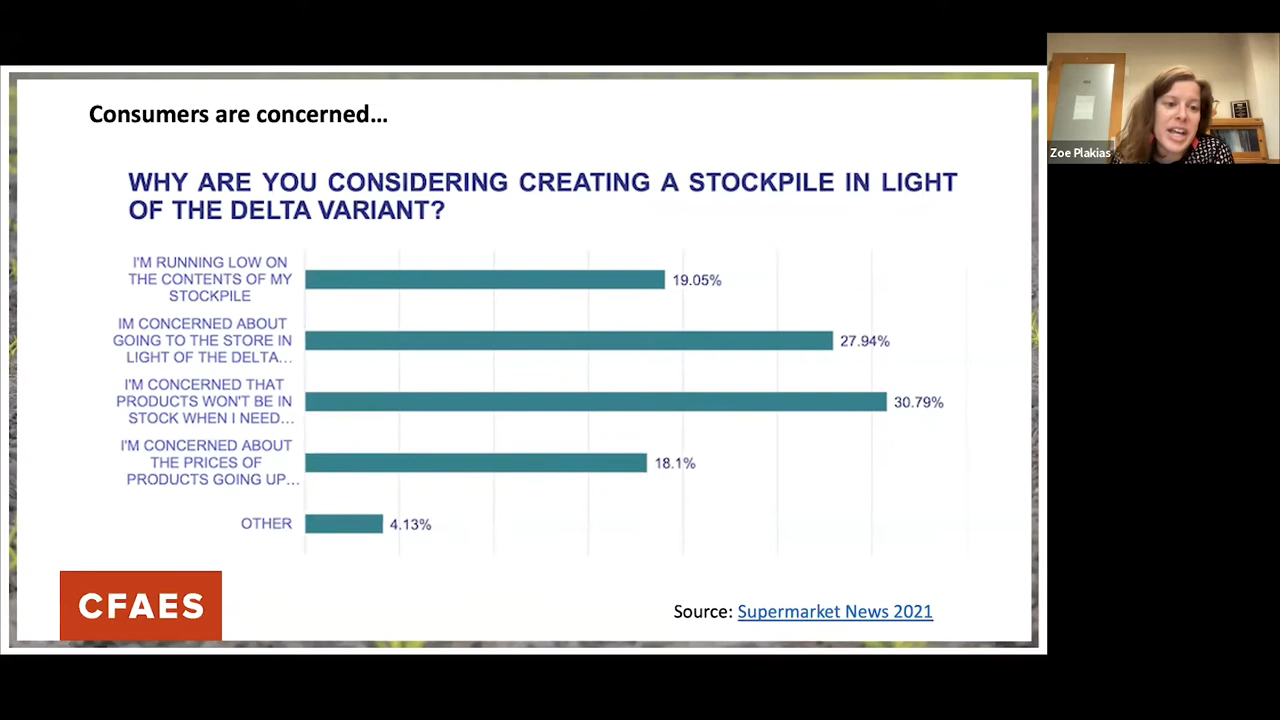 Consumers are concerned...
WHY ARE YOU CONSIDERING CREATING A STOCKPILE IN LIGHT
OF THE DELTA VARIANT?
I'M RUNNING LOW ON
THE CONTENTS OF MY
STOCKPILE
19.05%
IM CONCERNED ABOUT
GOING TO THE STORE IN
LIGHT OF THE DELTA...
27.94%
I'M CONCERNED THAT
PRODUCTS WON'T BE IN
STOCK WHEN I NEED...
30.79%
I'M CONCERNED ABOUT
THE PRICES OF
PRODUCTS GOING UP...
18.1%
OTHER
4.13%
CFAES
Source: Supermarket News 2021
Zoe Plakias